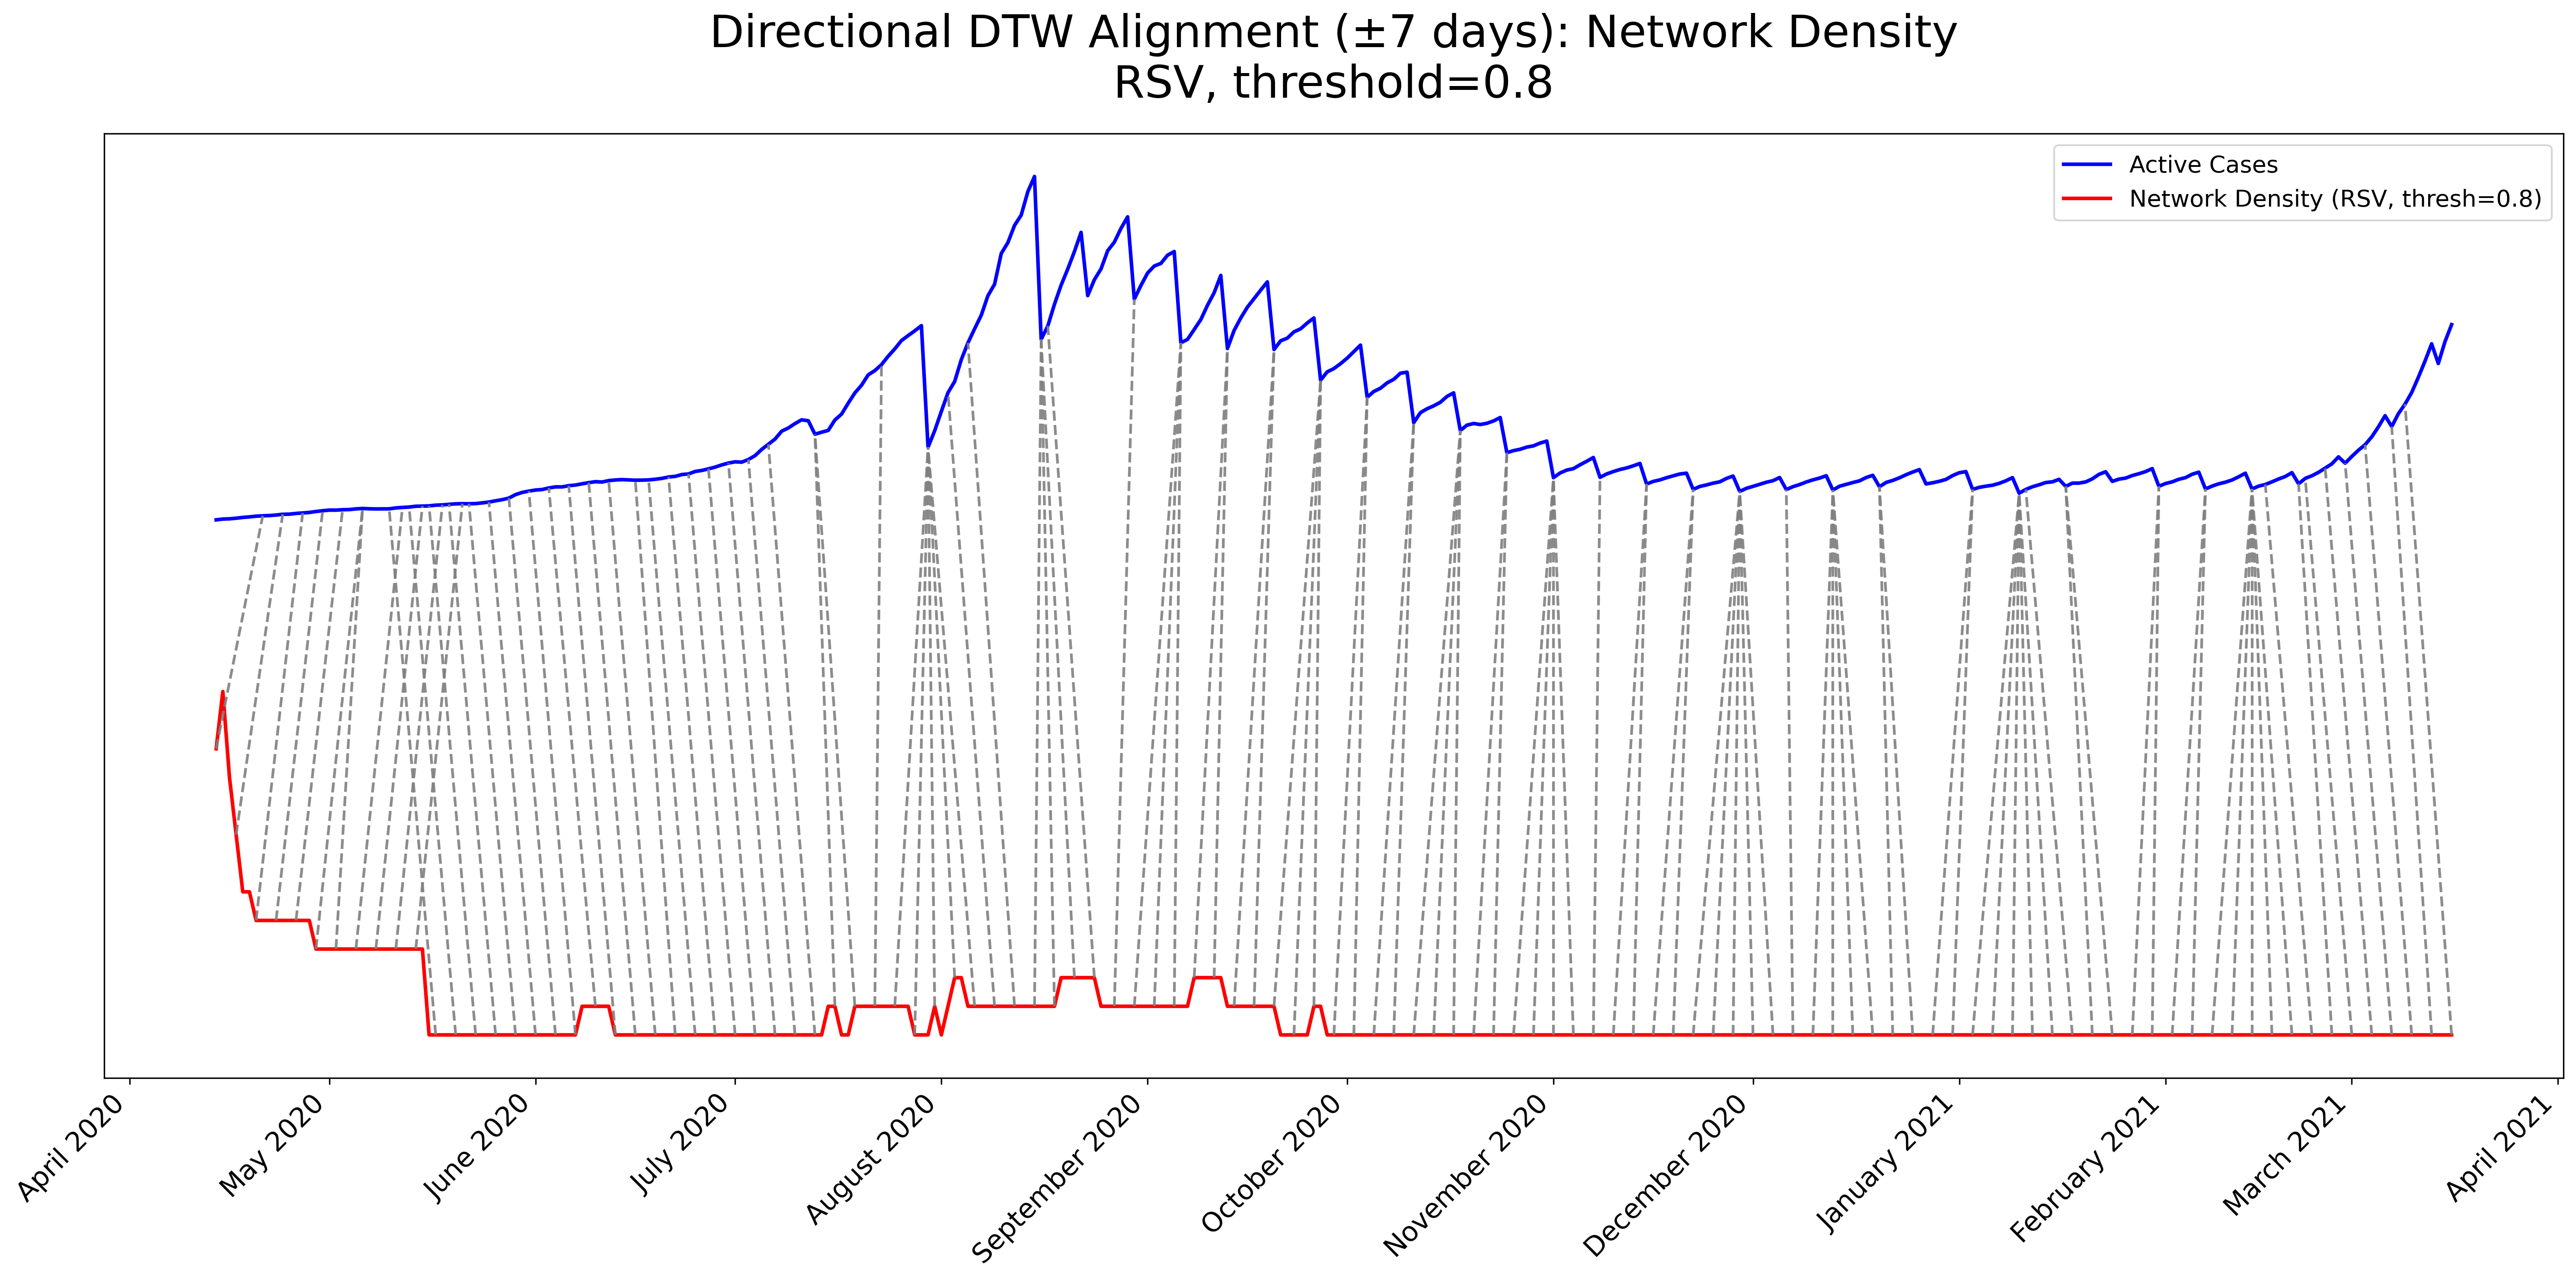 Directional DTW Alignment (±7 days): Network Density
RSV, threshold=0.8
Active Cases
Network Density (RSV, thresh=0.8)
April 2020
May 2020
June 2020
July 2020
August 2020
September 2020
October 2020
November 2020
December 2020
January 2021
February 2021
March 2021
April 2021